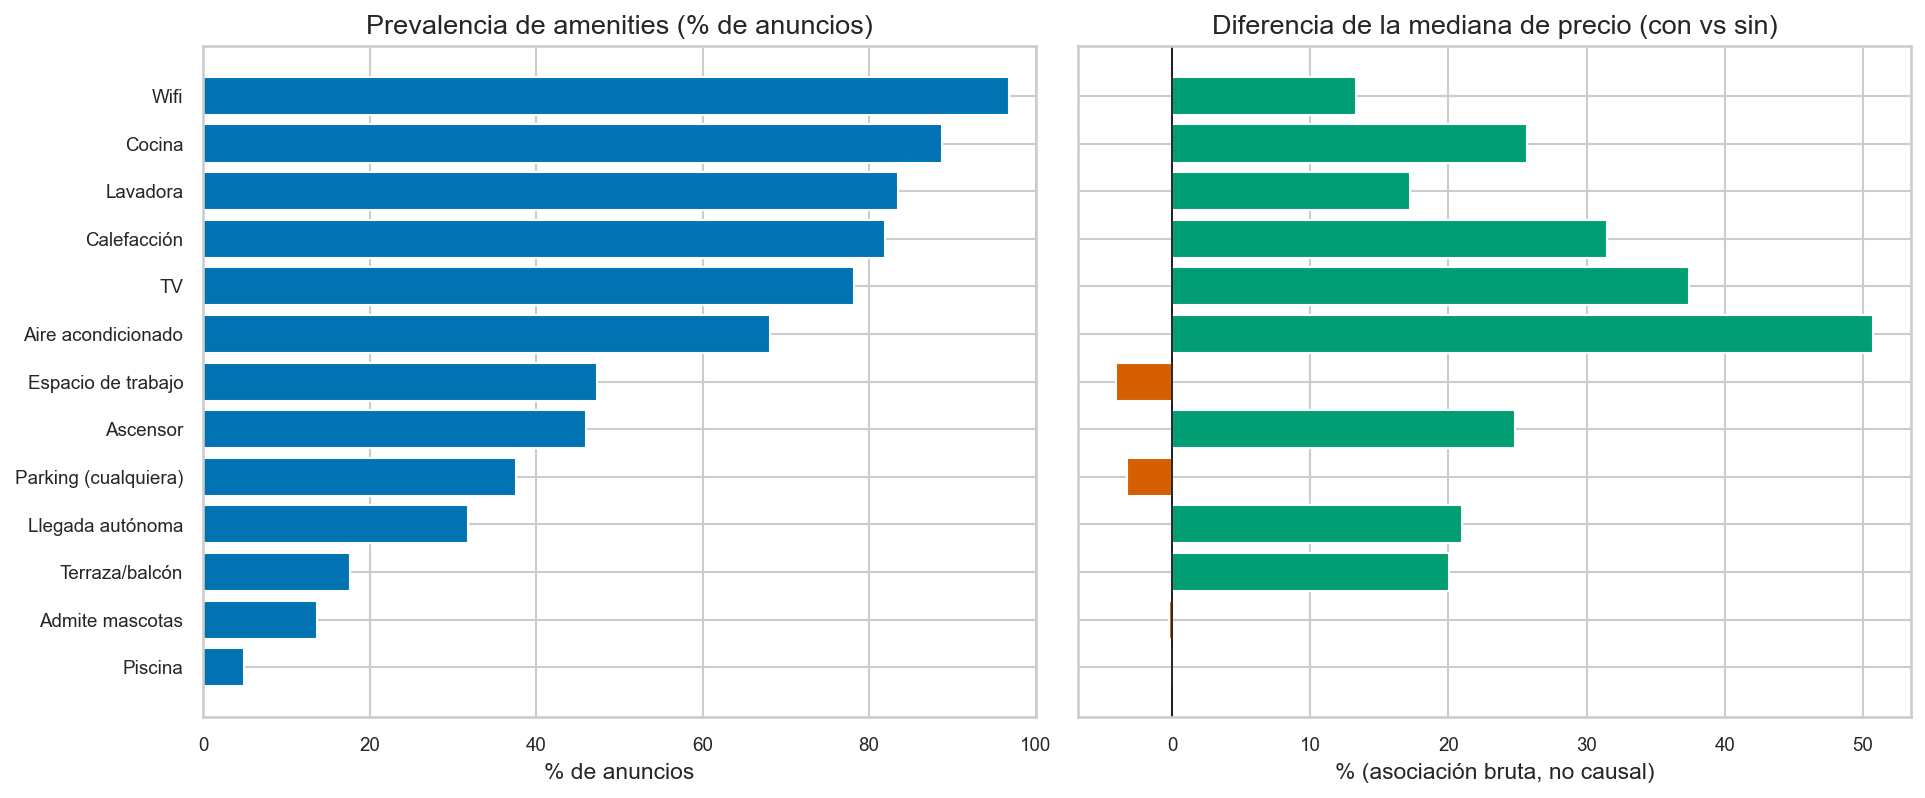 Prevalencia de amenities (% de anuncios)
Wifi
Cocina
Lavadora
Calefacción
TV
Aire acondicionado
Espacio de trabajo
Ascensor
Parking (cualquiera)
Llegada autónoma
Terraza/balcón
Admite mascotas
Piscina
0 20 40 60 80 100
% de anuncios
Diferencia de la mediana de precio (con vs sin)
0 10 20 30 40 50
% (asociación bruta, no causal)